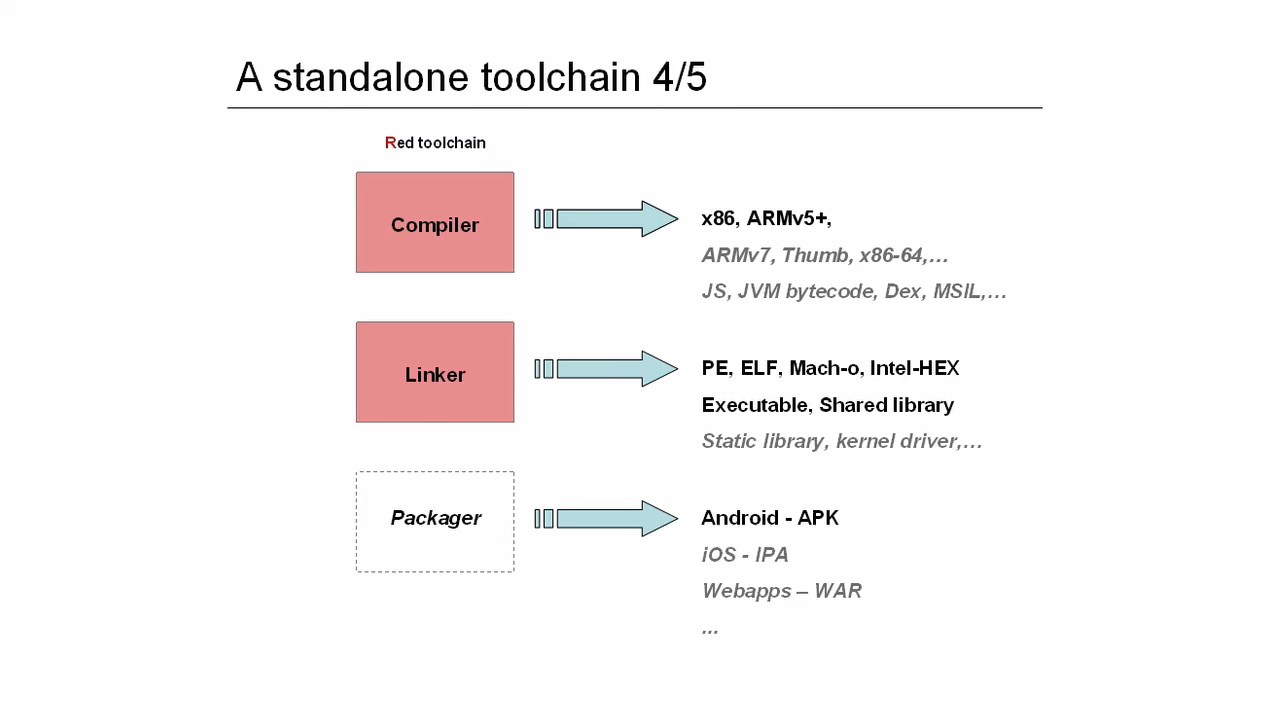 A standalone toolchain 4/5
Red toolchain
Compiler
x86, ARMv5+,
ARMv7, Thumb, x86-64,…
JS, JVM bytecode, Dex, MSIL,…
Linker
PE, ELF, Mach-o, Intel-HEX
Executable, Shared library
Static library, kernel driver,…
Packager
Android - APK
iOS - IPA
Webapps – WAR
...